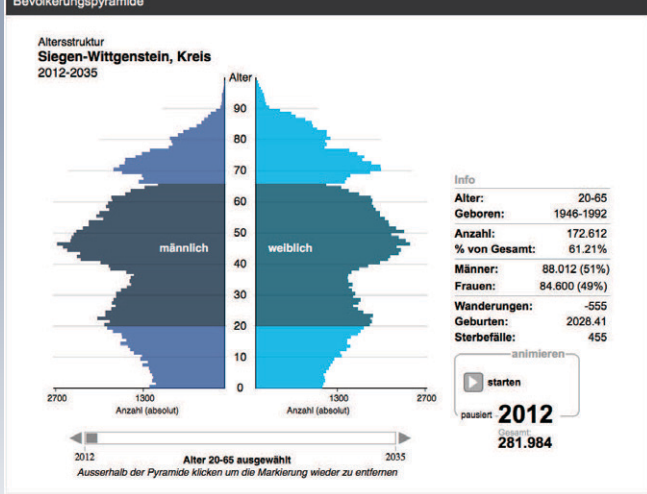 Bevölkerungspyramide
Altersstruktur
Siegen-Wittgenstein, Kreis
2012-2035
Alter
90
80
70
60
50
40
30
20
10
0
männlich
weiblich
2700
1300
1300
2700
Anzahl (absolut)
Anzahl (absolut)
Info
Alter: 20-65
Geboren: 1946-1992
Anzahl: 172.612
% von Gesamt: 61.21%
Männer: 88.012 (51%)
Frauen: 84.600 (49%)
Wanderungen: -555
Geburten: 2028.41
Sterbefälle: 455
animieren
starten
pausiert 2012
Gesamt:
281.984
2012
Alter 20-65 ausgewählt
2035
Ausserhalb der Pyramide klicken um die Markierung wieder zu entfernen